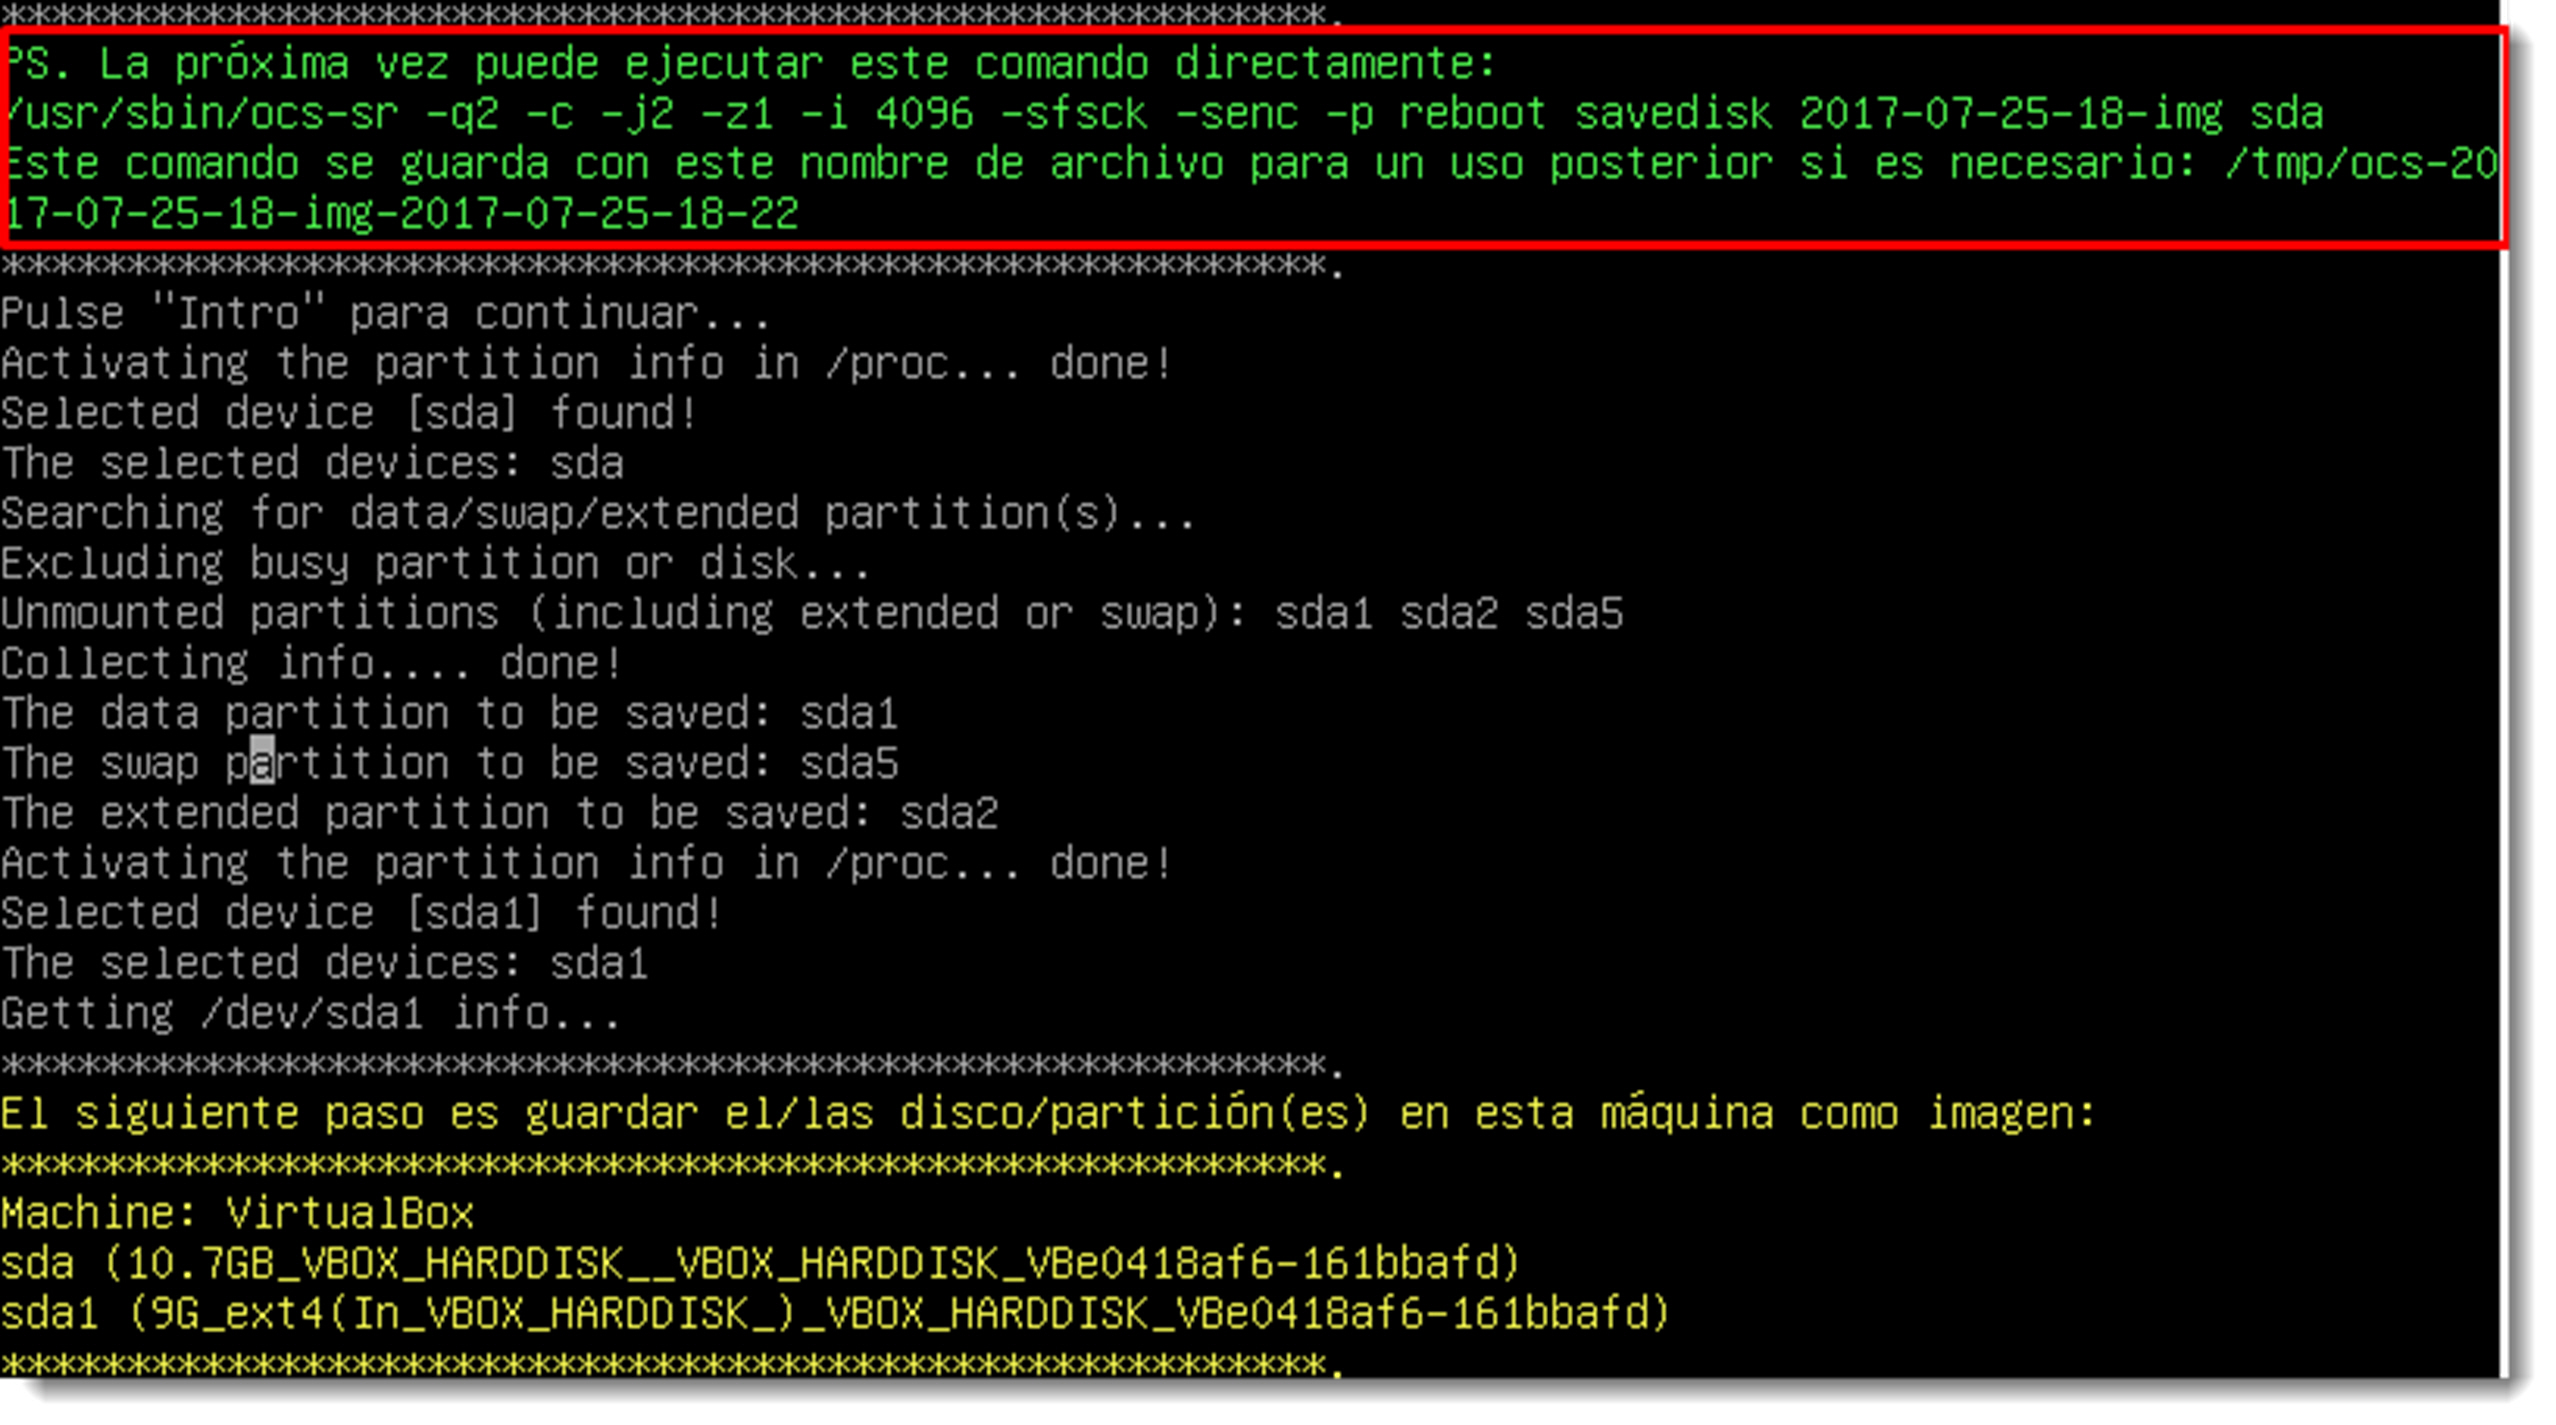 *****************************************************.
PS. La próxima vez puede ejecutar este comando directamente:
/usr/sbin/ocs-sr -q2 -c -j2 -z1 -i 4096 -sfsck -senc -p reboot savedisk 2017-07-25-18-img sda
Este comando se guarda con este nombre de archivo para un uso posterior si es necesario: /tmp/ocs-20
17-07-25-18-img-2017-07-25-18-22
*****************************************************.
Pulse "Intro" para continuar...
Activating the partition info in /proc... done!
Selected device [sda] found!
The selected devices: sda
Searching for data/swap/extended partition(s)...
Excluding busy partition or disk...
Unmounted partitions (including extended or swap): sda1 sda2 sda5
Collecting info.... done!
The data partition to be saved: sda1
The swap partition to be saved: sda5
The extended partition to be saved: sda2
Activating the partition info in /proc... done!
Selected device [sda1] found!
The selected devices: sda1
Getting /dev/sda1 info...
*****************************************************.
El siguiente paso es guardar el/las disco/partición(es) en esta máquina como imagen:
*****************************************************.
Machine: VirtualBox
sda (10.7GB_VBOX_HARDDISK__VBOX_HARDDISK_VBe0418af6-161bbafd)
sda1 (9G_ext4(In_VBOX_HARDDISK_)_VBOX_HARDDISK_VBe0418af6-161bbafd)
*****************************************************.